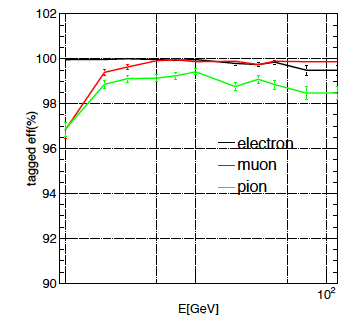 102
100
98
96
94
92
90
tagged eff(%)
electron
muon
pion
10²
E[GeV]